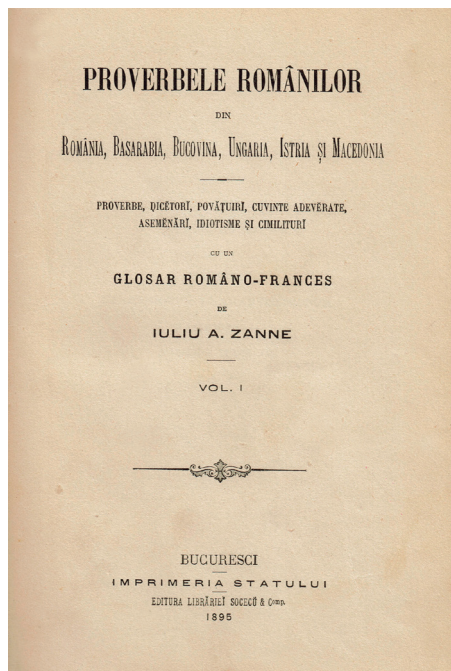 PROVERBELE ROMÂNILOR
DIN
ROMÂNIA, BASARABIA, BUCOVINA, UNGARIA, ISTRIA ȘI MACEDONIA
PROVERBE, ḐICĔTORĬ, POVĂȚUIRĬ, CUVINTE ADEVĔRATE,
ASEMĔNĂRĬ, IDIOTISME ȘI CIMILITURĬ
CU UN
GLOSAR ROMÂNO-FRANCES
DE
IULIU A. ZANNE
VOL. I
BUCURESCI
IMPRIMERIA STATULUI
EDITURA LIBRĂRIEĬ SOCECŬ & Comp.
1895